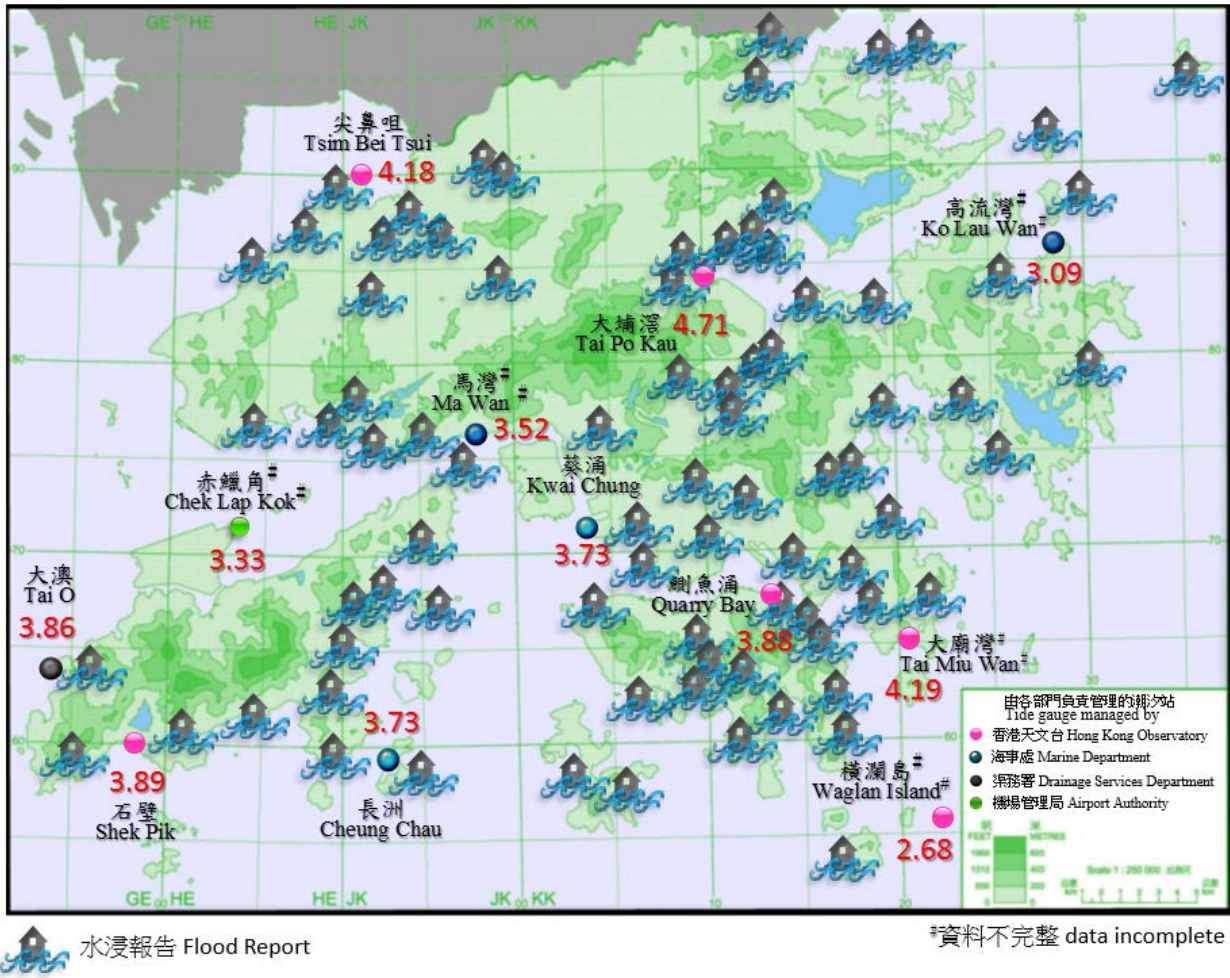 GE HE
HE JK
JK KK
尖鼻咀
Tsim Bei Tsui
4.18
高流灣#
Ko Lau Wan#
3.09
大埔滘
Tai Po Kau
4.71
馬灣#
Ma Wan #
3.52
赤鱲角#
Chek Lap Kok#
3.33
葵涌
Kwai Chung
3.73
大澳
Tai O
3.86
鰂魚涌
Quarry Bay
3.88
大廟灣#
Tai Miu Wan#
4.19
3.89
石壁
Shek Pik
3.73
長洲
Cheung Chau
橫瀾島#
Waglan Island#
2.68
由各部門負責管理的潮汐站
Tide gauge managed by
香港天文台 Hong Kong Observatory
海事處 Marine Department
渠務署 Drainage Services Department
機場管理局 Airport Authority
FEET
METRES
Scale 1 : 250 000
GE HE
HE JK
JK KK
水浸報告 Flood Report
#資料不完整 data incomplete